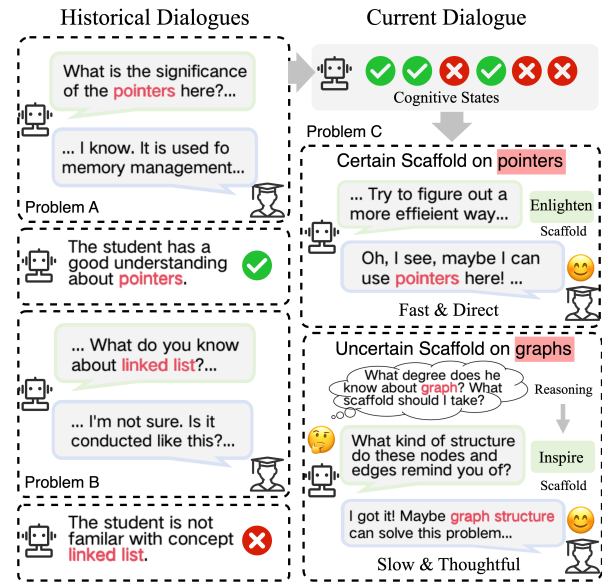 Historical Dialogues
What is the significance
of the pointers here?...
... I know. It is used fo
memory management...
Problem A
The student has a
good understanding
about pointers.
... What do you know
about linked list?...
... I'm not sure. Is it
conducted like this?...
Problem B
The student is not
familar with concept
linked list.
Current Dialogue
Cognitive States
Problem C
Certain Scaffold on pointers
... Try to figure out a
more effieient way...
Enlighten
Scaffold
Oh, I see, maybe I can
use pointers here! ...
Fast & Direct
Uncertain Scaffold on graphs
What degree does he
know about graph? What
scaffold should I take?
Reasoning
What kind of structure
do these nodes and
edges remind you of?
Inspire
Scaffold
I got it! Maybe graph structure
can solve this problem...
Slow & Thoughtful